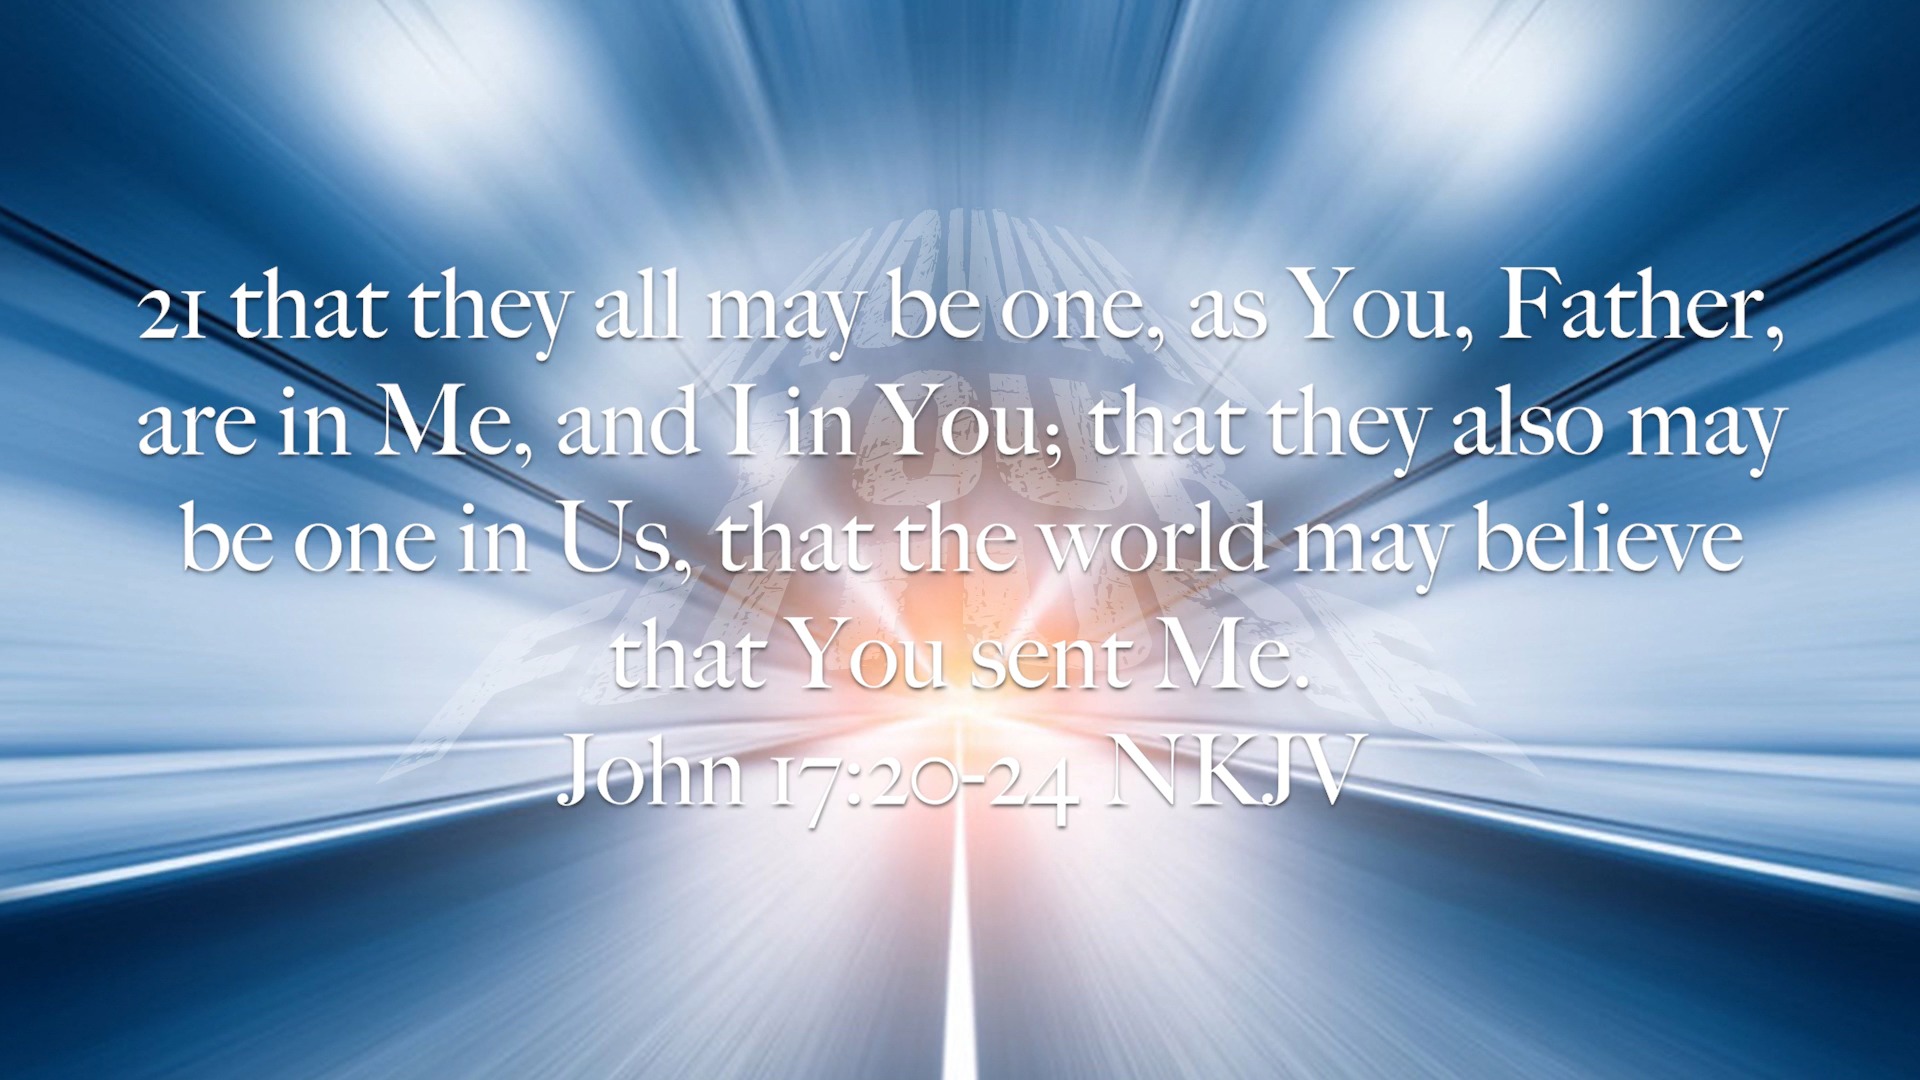 21 that they all may be one, as You, Father,
are in Me, and I in You; that they also may
be one in Us, that the world may believe
that You sent Me.
John 17:20-24 NKJV
YOUR
FUTURE